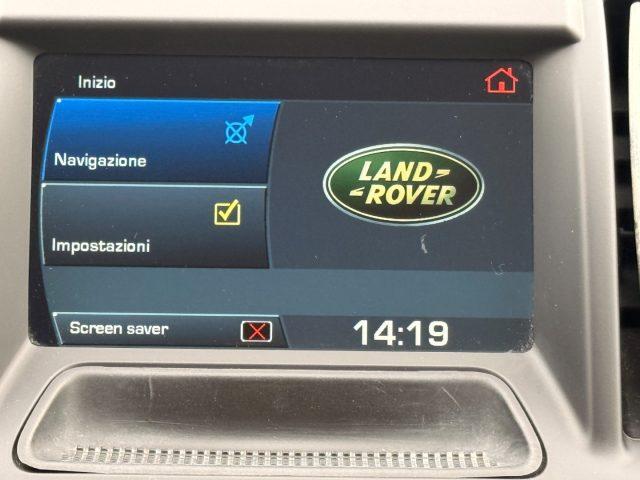 Inizio
Navigazione
LAND
ROVER
Impostazioni
Screen saver
14:19